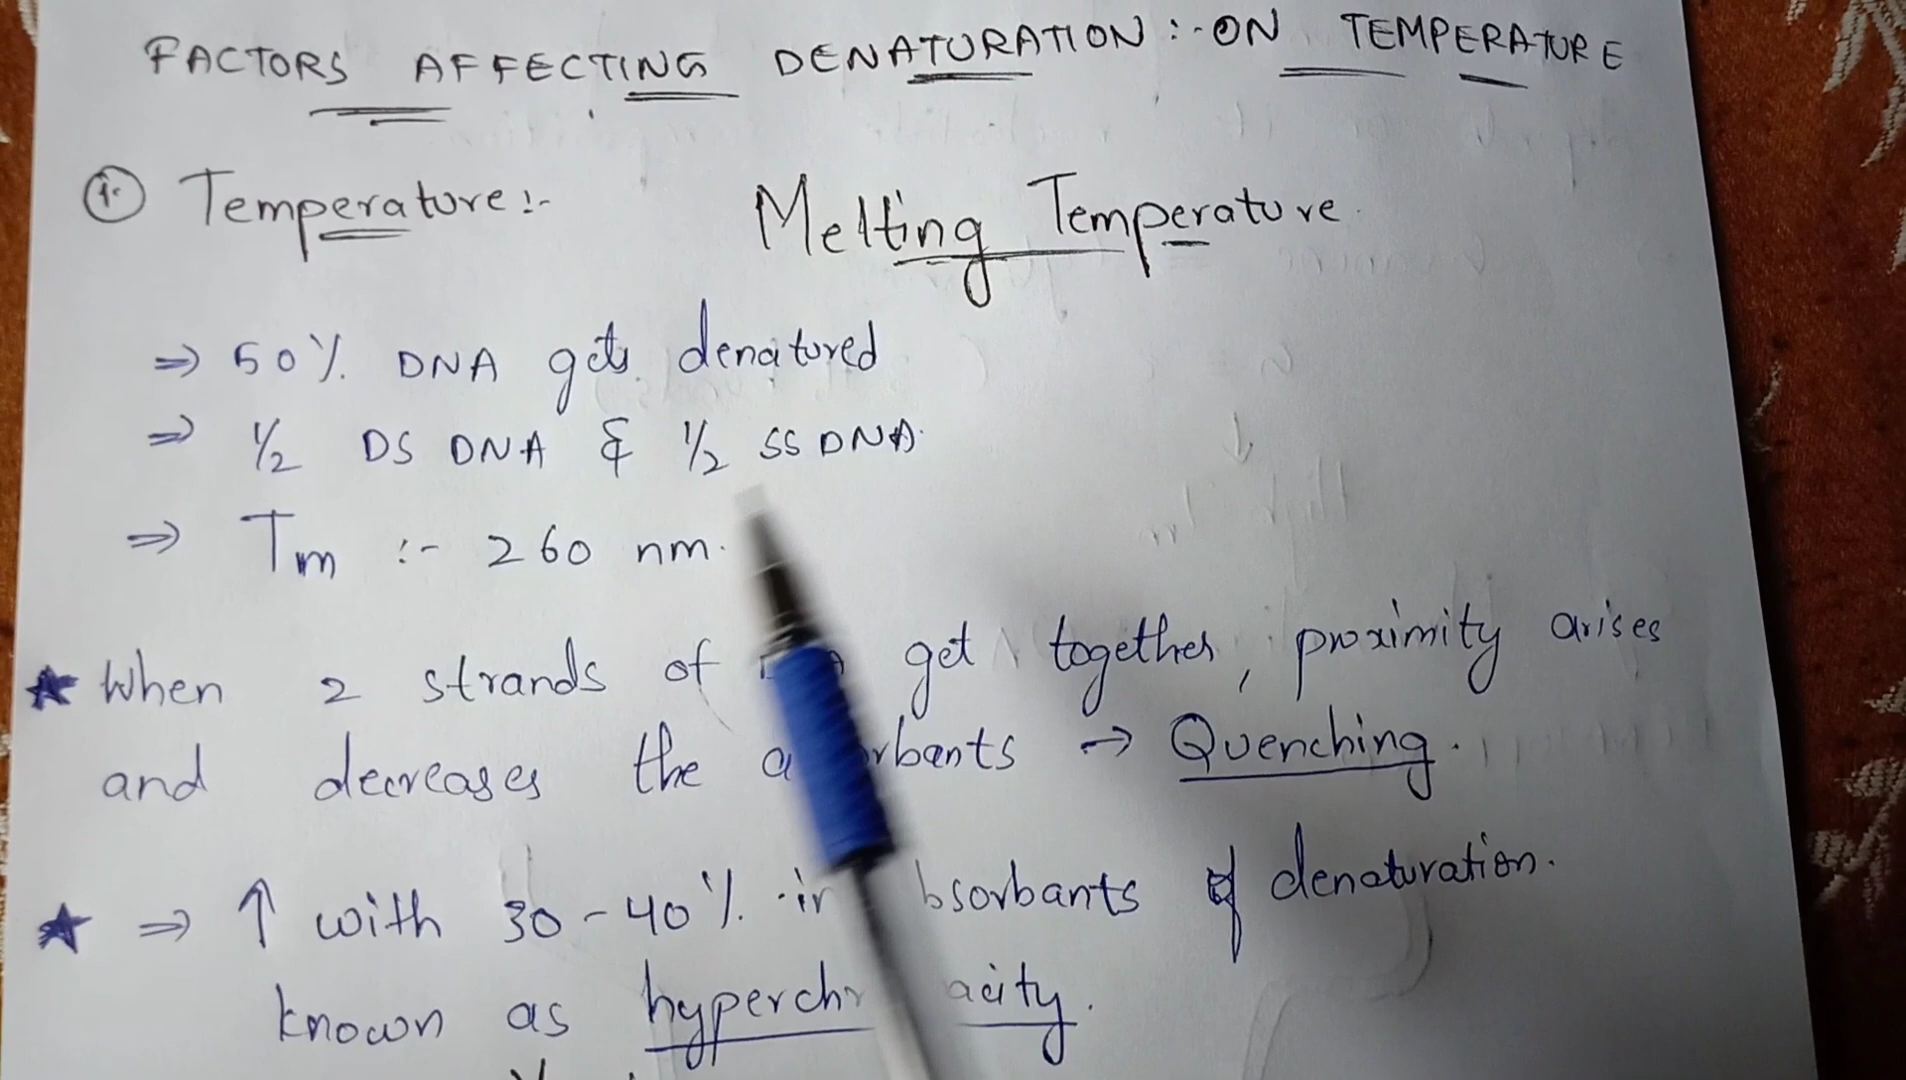 FACTORS AFFECTING DENATURATION :- ON TEMPERATURE
1. Temperature :-
Melting Temperature.
⇒ 50% DNA gets denatured
⇒ 1/2 DS DNA & 1/2 SS DNA.
⇒ Tm :- 260 nm.
★ When 2 strands of get together, proximity arises
and decreases the a rbants → Quenching.
★ ⇒ ↑ with 30-40% in bsorbants of denaturation.
known as hyperchr acity.